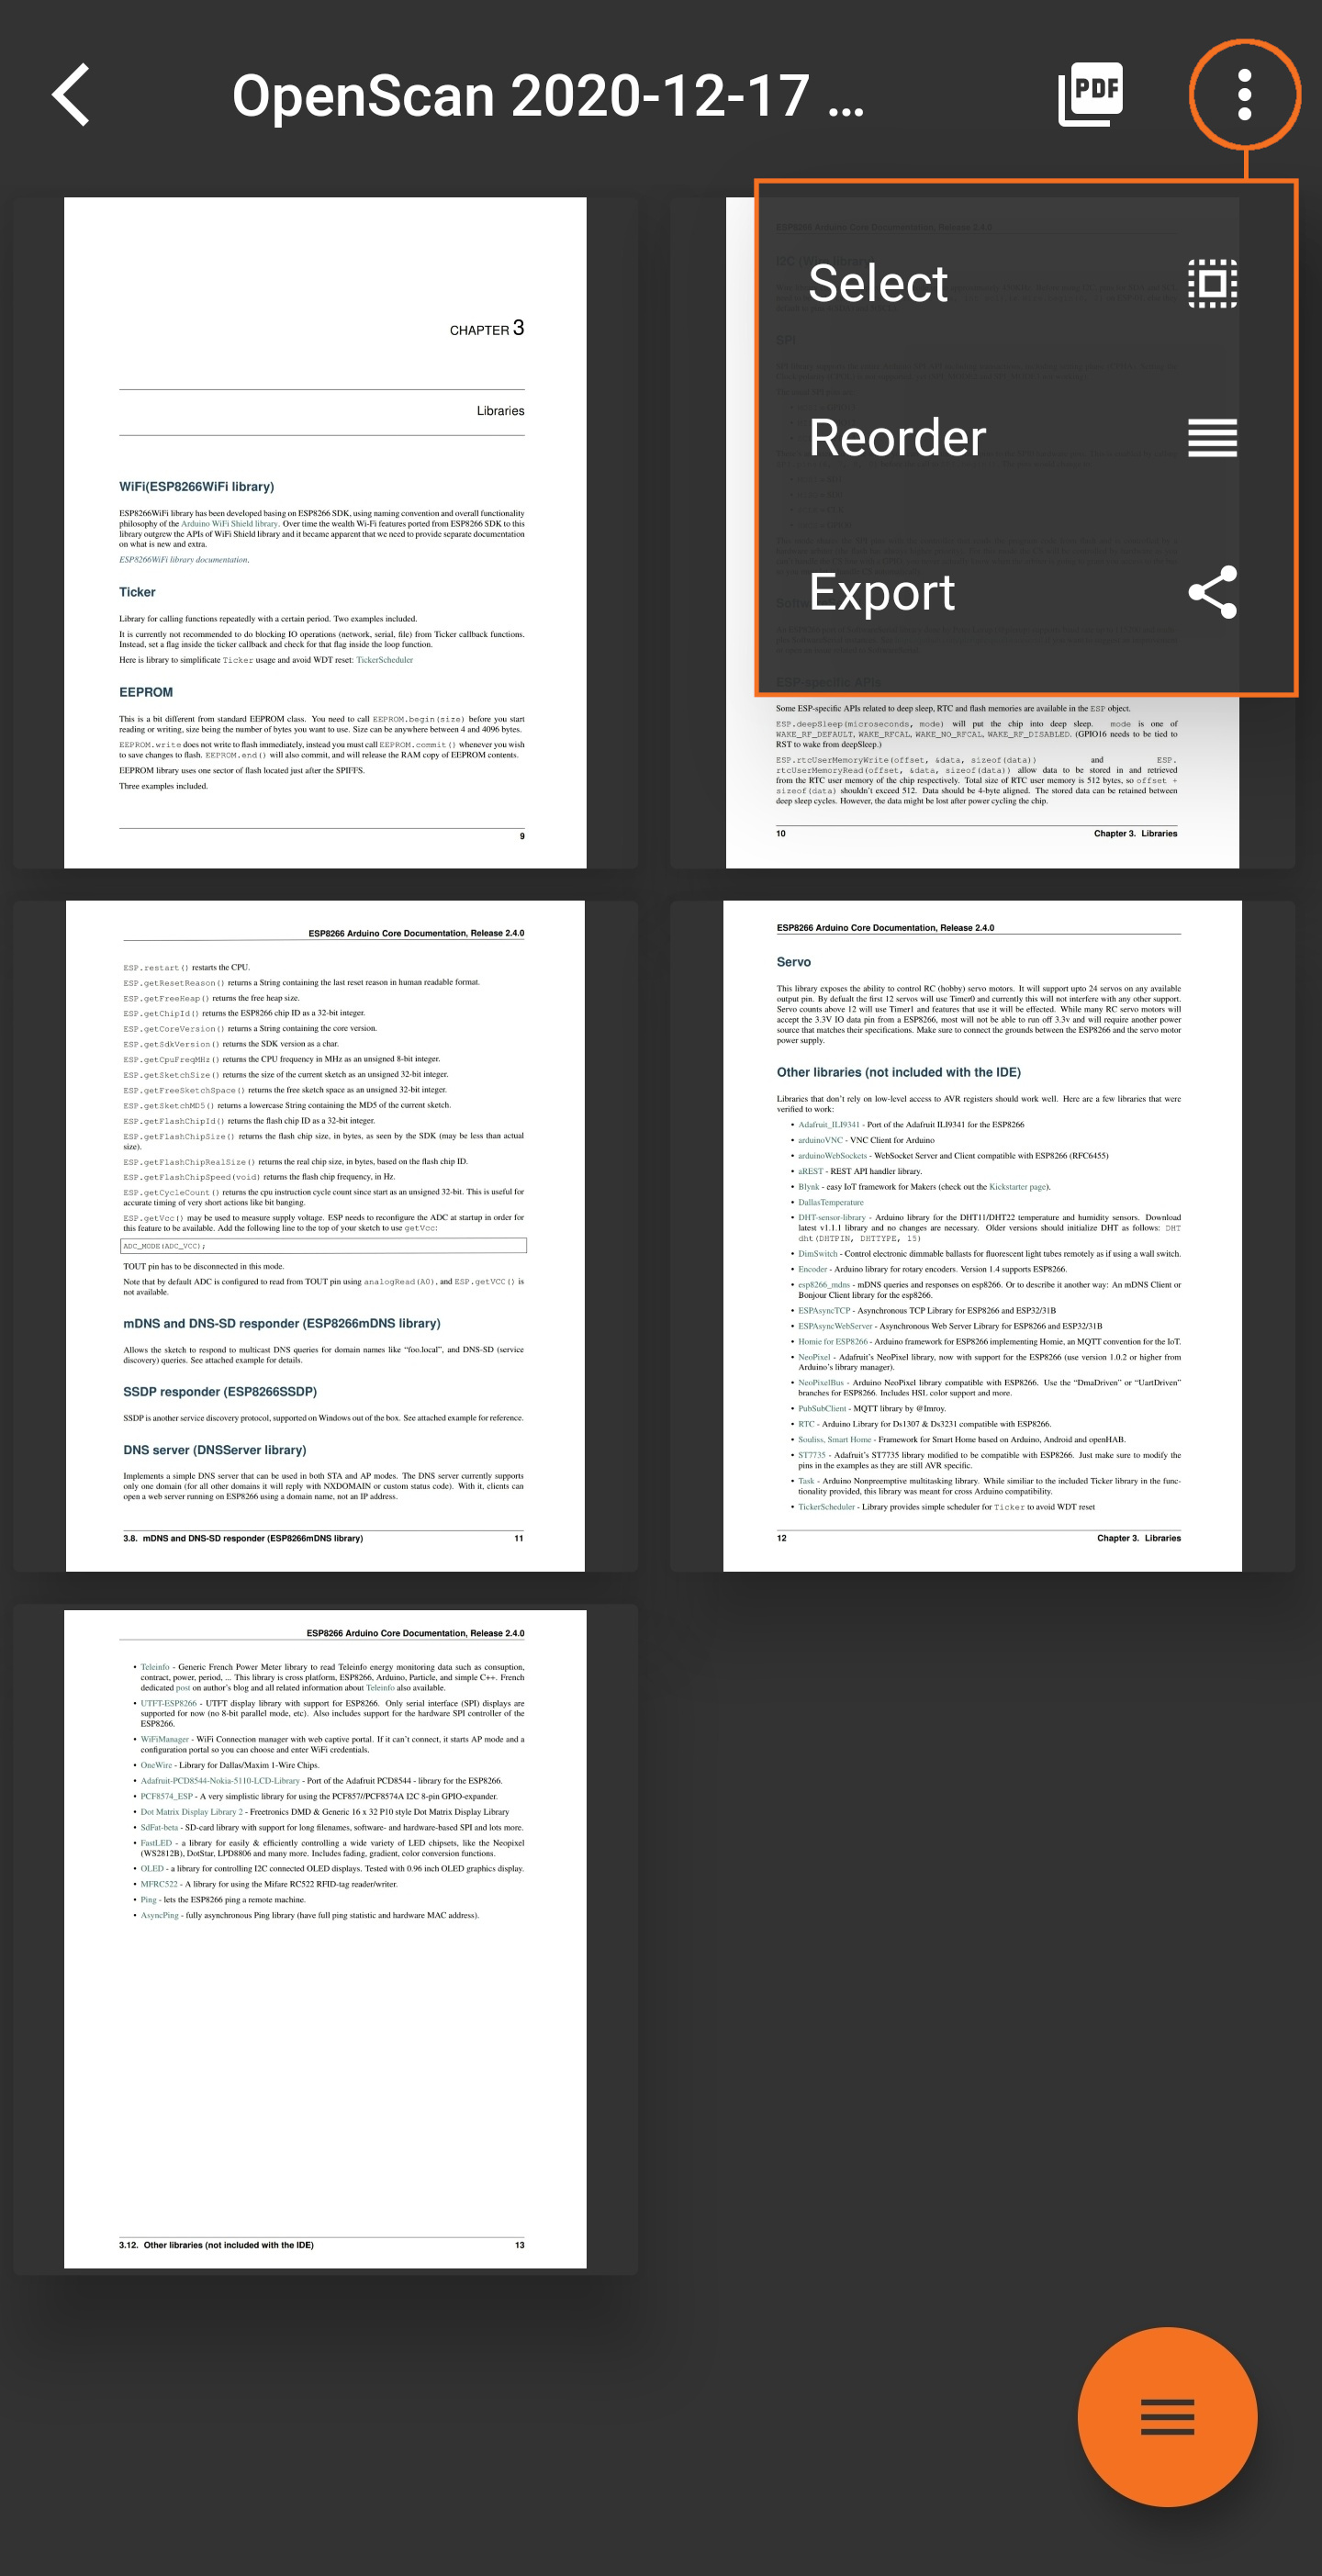 OpenScan 2020-12-17 ...
PDF
Select
Reorder
Export
CHAPTER 3
Libraries
WiFi(ESP8266WiFi library)
ESP8266WiFi library has been developed basing on ESP8266 SDK, using naming convention and overall functionality
philosophy of the Arduino WiFi Shield library. Over time the wealth Wi-Fi features ported from ESP8266 SDK to this
library outgrew the APIs of WiFi Shield library and it became apparent that we need to provide separate documentation
on what is new and extra.
ESP8266WiFi library documentation.
Ticker
Library for calling functions repeatedly with a certain period. Two examples included.
It is currently not recommended to do blocking IO operations (network, serial, file) from Ticker callback functions.
Instead, set a flag inside the ticker callback and check for that flag inside the loop function.
Here is library to simplificate Ticker usage and avoid WDT reset: TickerScheduler
EEPROM
This is a bit different from standard EEPROM class. You need to call EEPROM.begin(size) before you start
reading or writing, size being the number of bytes you want to use. Size can be anywhere between 4 and 4096 bytes.
EEPROM.write does not write to flash immediately, instead you must call EEPROM.commit() whenever you wish
to save changes to flash. EEPROM.end() will also commit, and will release the RAM copy of EEPROM contents.
EEPROM library uses one sector of flash located just after the SPIFFS.
Three examples included.
9
ESP8266 Arduino Core Documentation, Release 2.4.0
SPI
ESP-specific APIs
Some ESP-specific APIs related to deep sleep, RTC and flash memories are available in the ESP object.
ESP.deepSleep(microseconds, mode) will put the chip into deep sleep. mode is one of
WAKE_RF_DEFAULT, WAKE_RFCAL, WAKE_NO_RFCAL, WAKE_RF_DISABLED. (GPIO16 needs to be tied to
RST to wake from deepSleep.)
ESP.rtcUserMemoryWrite(offset, &data, sizeof(data)) and ESP.
rtcUserMemoryRead(offset, &data, sizeof(data)) allow data to be stored in and retrieved
from the RTC user memory of the chip respectively. Total size of RTC user memory is 512 bytes, so offset +
sizeof(data) shouldn't exceed 512. Data should be 4-byte aligned. The stored data can be retained between
deep sleep cycles. However, the data might be lost after power cycling the chip.
10 Chapter 3. Libraries
ESP8266 Arduino Core Documentation, Release 2.4.0
ESP.restart() restarts the CPU.
ESP.getResetReason() returns a String containing the last reset reason in human readable format.
ESP.getFreeHeap() returns the free heap size.
ESP.getChipId() returns the ESP8266 chip ID as a 32-bit integer.
ESP.getCoreVersion() returns a String containing the core version.
ESP.getSdkVersion() returns the SDK version as a char.
ESP.getCpuFreqMHz() returns the CPU frequency in MHz as an unsigned 8-bit integer.
ESP.getSketchSize() returns the size of the current sketch as an unsigned 32-bit integer.
ESP.getFreeSketchSpace() returns the free sketch space as an unsigned 32-bit integer.
ESP.getSketchMD5() returns a lowercase String containing the MD5 of the current sketch.
ESP.getFlashChipId() returns the flash chip ID as a 32-bit integer.
ESP.getFlashChipSize() returns the flash chip size, in bytes, as seen by the SDK (may be less than actual
size).
ESP.getFlashChipRealSize() returns the real chip size, in bytes, based on the flash chip ID.
ESP.getFlashChipSpeed(void) returns the flash chip frequency, in Hz.
ESP.getCycleCount() returns the cpu instruction cycle count since start as an unsigned 32-bit. This is useful for
accurate timing of very short actions like bit banging.
ESP.getVcc() may be used to measure supply voltage. ESP needs to reconfigure the ADC at startup in order for
this feature to be available. Add the following line to the top of your sketch to use getVcc:
ADC_MODE(ADC_VCC);
TOUT pin has to be disconnected in this mode.
Note that by default ADC is configured to read from TOUT pin using analogRead(A0), and ESP.getVCC() is
not available.
mDNS and DNS-SD responder (ESP8266mDNS library)
Allows the sketch to respond to multicast DNS queries for domain names like "foo.local", and DNS-SD (service
discovery) queries. See attached example for details.
SSDP responder (ESP8266SSDP)
SSDP is another service discovery protocol, supported on Windows out of the box. See attached example for reference.
DNS server (DNSServer library)
Implements a simple DNS server that can be used in both STA and AP modes. The DNS server currently supports
only one domain (for all other domains it will reply with NXDOMAIN or custom status code). With it, clients can
open a web server running on ESP8266 using a domain name, not an IP address.
3.8. mDNS and DNS-SD responder (ESP8266mDNS library) 11
ESP8266 Arduino Core Documentation, Release 2.4.0
Servo
This library exposes the ability to control RC (hobby) servo motors. It will support upto 24 servos on any available
output pin. By defualt the first 12 servos will use Timer0 and currently this will not interfere with any other support.
Servo counts above 12 will use Timer1 and features that use it will be effected. While many RC servo motors will
accept the 3.3V IO data pin from a ESP8266, most will not be able to run off 3.3v and will require another power
source that matches their specifications. Make sure to connect the grounds between the ESP8266 and the servo motor
power supply.
Other libraries (not included with the IDE)
Libraries that don't rely on low-level access to AVR registers should work well. Here are a few libraries that were
verified to work:
• Adafruit_ILI9341 - Port of the Adafruit ILI9341 for the ESP8266
• arduinoVNC - VNC Client for Arduino
• arduinoWebSockets - WebSocket Server and Client compatible with ESP8266 (RFC6455)
• aREST - REST API handler library.
• Blynk - easy IoT framework for Makers (check out the Kickstarter page).
• DallasTemperature
• DHT-sensor-library - Arduino library for the DHT11/DHT22 temperature and humidity sensors. Download
latest v1.1.1 library and no changes are necessary. Older versions should initialize DHT as follows: DHT
dht(DHTPIN, DHTTYPE, 15)
• DimSwitch - Control electronic dimmable ballasts for fluorescent light tubes remotely as if using a wall switch.
• Encoder - Arduino library for rotary encoders. Version 1.4 supports ESP8266.
• esp8266_mdns - mDNS queries and responses on esp8266. Or to describe it another way: An mDNS Client or
Bonjour Client library for the esp8266.
• ESPAsyncTCP - Asynchronous TCP Library for ESP8266 and ESP32/31B
• ESPAsyncWebServer - Asynchronous Web Server Library for ESP8266 and ESP32/31B
• Homie for ESP8266 - Arduino framework for ESP8266 implementing Homie, an MQTT convention for the IoT.
• NeoPixel - Adafruit's NeoPixel library, now with support for the ESP8266 (use version 1.0.2 or higher from
Arduino's library manager).
• NeoPixelBus - Arduino NeoPixel library compatible with ESP8266. Use the "DmaDriven" or "UartDriven"
branches for ESP8266. Includes HSL color support and more.
• PubSubClient - MQTT library by @Imroy.
• RTC - Arduino Library for Ds1307 & Ds3231 compatible with ESP8266.
• Souliss, Smart Home - Framework for Smart Home based on Arduino, Android and openHAB.
• ST7735 - Adafruit's ST7735 library modified to be compatible with ESP8266. Just make sure to modify the
pins in the examples as they are still AVR specific.
• Task - Arduino Nonpreemptive multitasking library. While similiar to the included Ticker library in the func-
tionality provided, this library was meant for cross Arduino compatibility.
• TickerScheduler - Library provides simple scheduler for Ticker to avoid WDT reset
12 Chapter 3. Libraries
ESP8266 Arduino Core Documentation, Release 2.4.0
• Teleinfo - Generic French Power Meter library to read Teleinfo energy monitoring data such as consuption,
contract, power, period, ... This library is cross platform, ESP8266, Arduino, Particle, and simple C++. French
dedicated post on author's blog and all related information about Teleinfo also available.
• UTFT-ESP8266 - UTFT display library with support for ESP8266. Only serial interface (SPI) displays are
supported for now (no 8-bit parallel mode, etc). Also includes support for the hardware SPI controller of the
ESP8266.
• WiFiManager - WiFi Connection manager with web captive portal. If it can't connect, it starts AP mode and a
configuration portal so you can choose and enter WiFi credentials.
• OneWire - Library for Dallas/Maxim 1-Wire Chips.
• Adafruit-PCD8544-Nokia-5110-LCD-Library - Port of the Adafruit PCD8544 - library for the ESP8266.
• PCF8574_ESP - A very simplistic library for using the PCF857//PCF8574A I2C 8-pin GPIO-expander.
• Dot Matrix Display Library 2 - Freetronics DMD & Generic 16 x 32 P10 style Dot Matrix Display Library
• SdFat-beta - SD-card library with support for long filenames, software- and hardware-based SPI and lots more.
• FastLED - a library for easily & efficiently controlling a wide variety of LED chipsets, like the Neopixel
(WS2812B), DotStar, LPD8806 and many more. Includes fading, gradient, color conversion functions.
• OLED - a library for controlling I2C connected OLED displays. Tested with 0.96 inch OLED graphics display.
• MFRC522 - A library for using the Mifare RC522 RFID-tag reader/writer.
• Ping - lets the ESP8266 ping a remote machine.
• AsyncPing - fully asynchronous Ping library (have full ping statistic and hardware MAC address).
3.12. Other libraries (not included with the IDE) 13